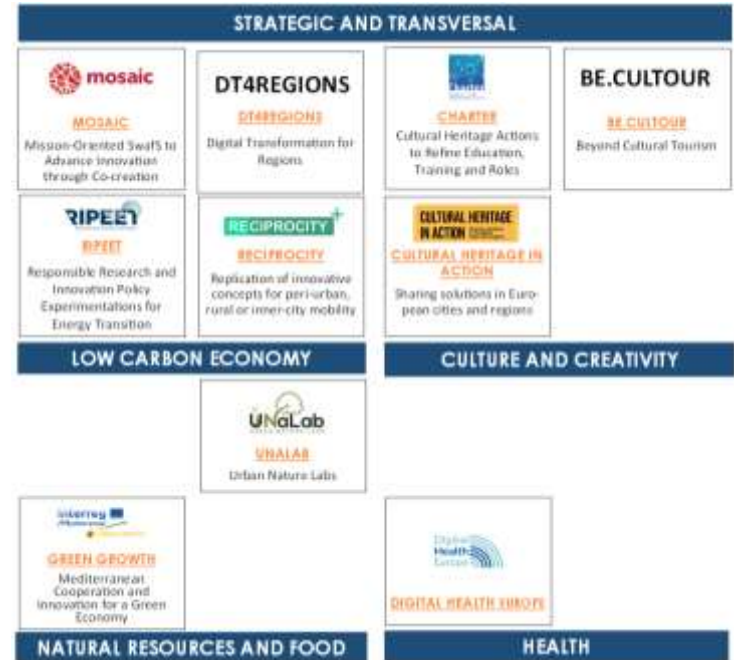 STRATEGIC AND TRANSVERSAL
mosaic
MOSAIC
Mission-Oriented SwafS to
Advance Innovation
through Co-creation
DT4REGIONS
DT4REGIONS
Digital Transformation for
Regions
Charter
CHARTER
Cultural Heritage Actions
to Refine Education,
Training and Roles
BE.CULTOUR
BE.CULTOUR
Beyond Cultural Tourism
RIPEET
RIPEET
Responsible Research and
Innovation Policy
Experimentations for
Energy Transition
RECIPROCITY+
RECIPROCITY
Replication of innovative
concepts for peri-urban,
rural or inner-city mobility
CULTURAL HERITAGE
IN ACTION
CULTURAL HERITAGE IN
ACTION
Sharing solutions in Euro-
pean cities and regions
LOW CARBON ECONOMY
CULTURE AND CREATIVITY
UNaLab
UNALAB
Urban Nature Labs
Interreg
GREEN GROWTH
Mediterranean
Cooperation and
Innovation for a Green
Economy
Digital
Health
Europe
DIGITAL HEALTH EUROPE
NATURAL RESOURCES AND FOOD
HEALTH